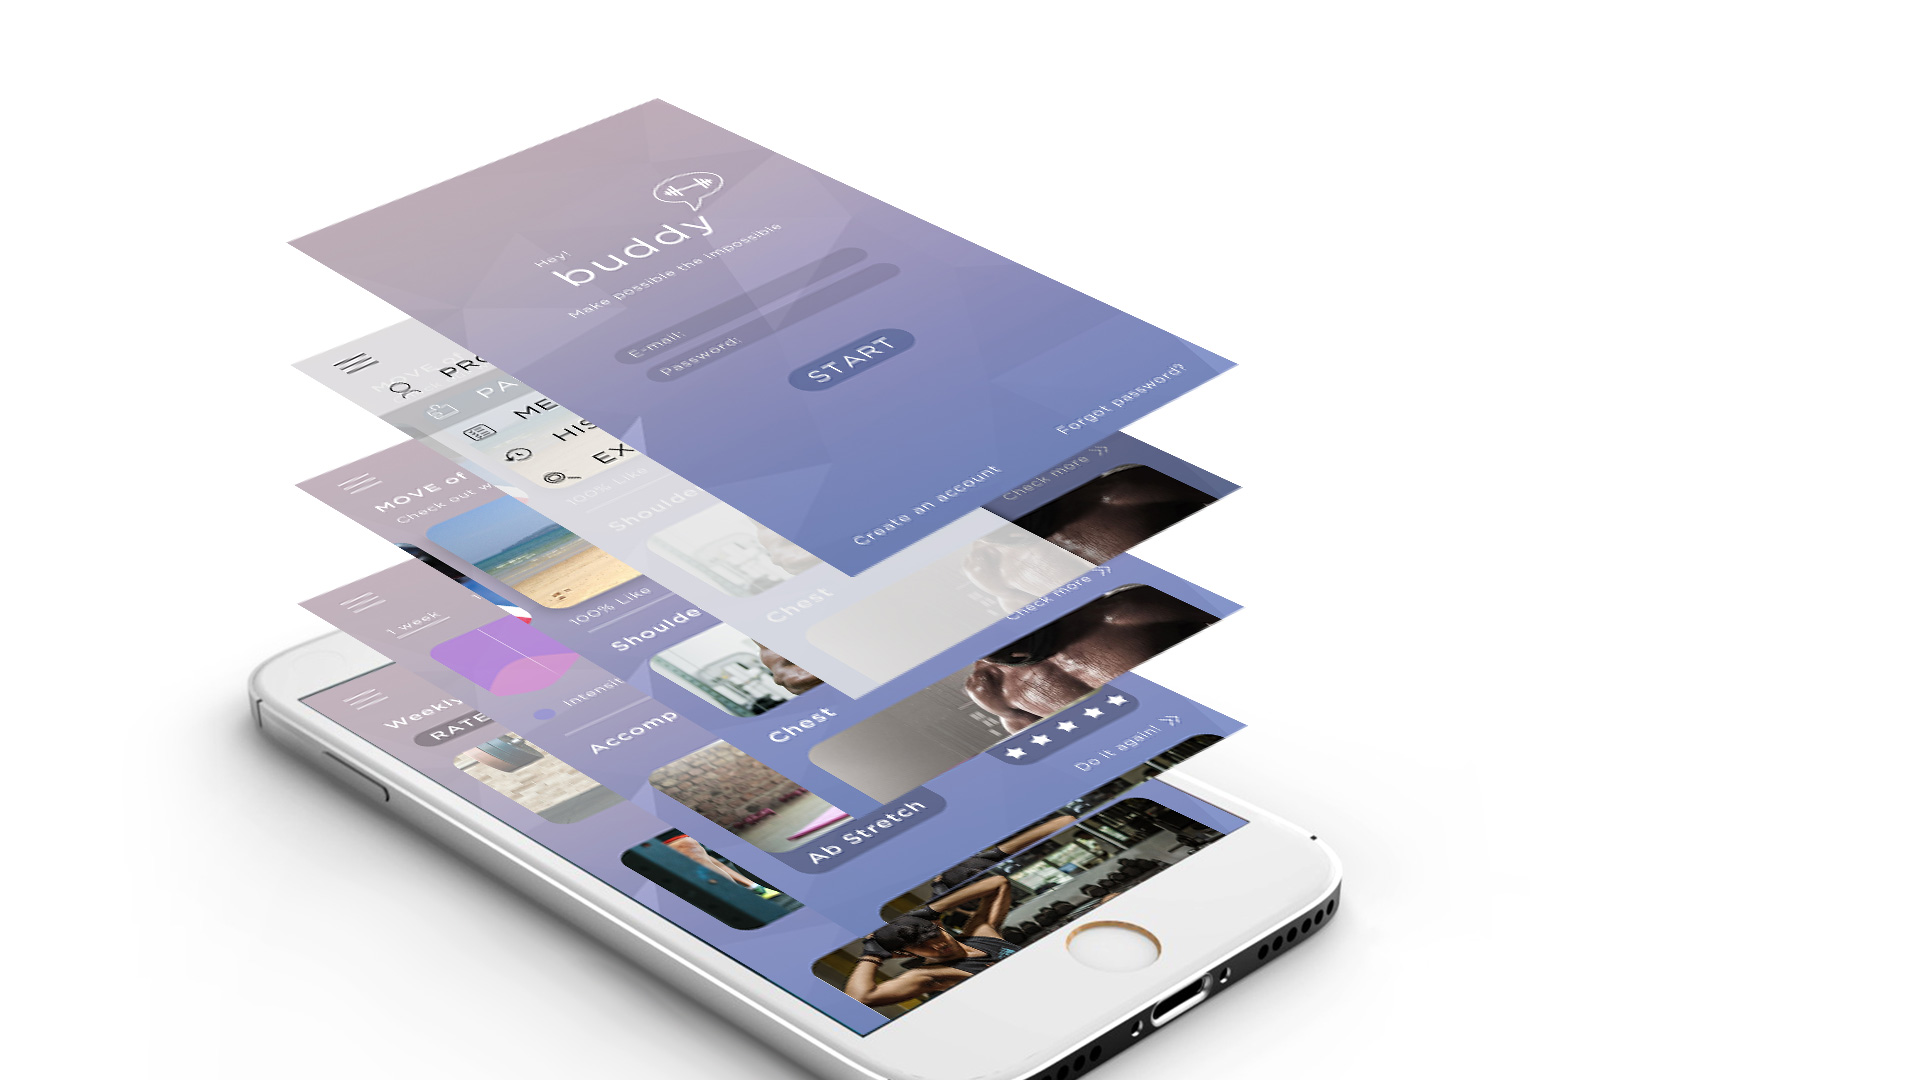 Hey!
buddy
Make possible the impossible
E-mail:
Password:
START
Forgot password?
Create an account
MOVE of
PRO
PA
ME
HIS
EX
100% Like
Shoulde
Chest
Check more
MOVE of
Check out w
100% Like
Shoulde
Chest
Check more
1 week
Intensit
Accomp
Ab Stretch
Do it again!
Weekly
RATE